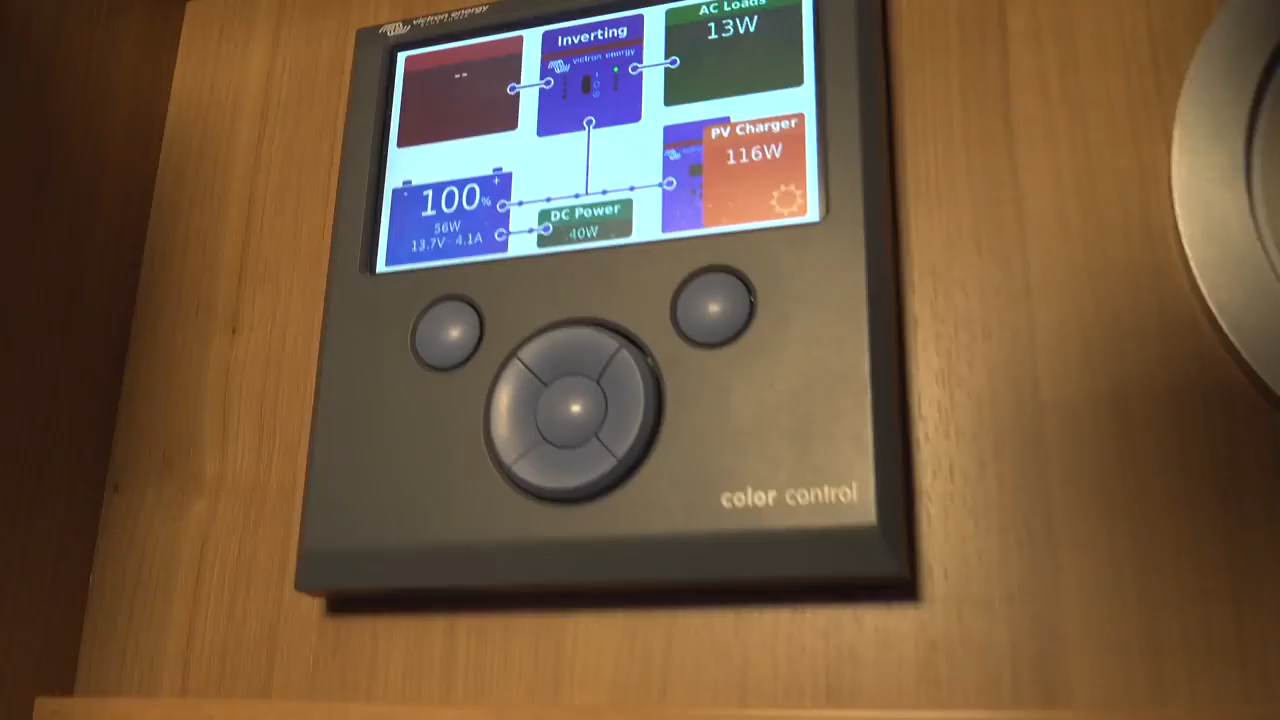 victron energy
AC Loads
13W
Inverting
victron energy
--
PV Charger
116W
100%
56W
13.7V 4.1A
DC Power
40W
color control